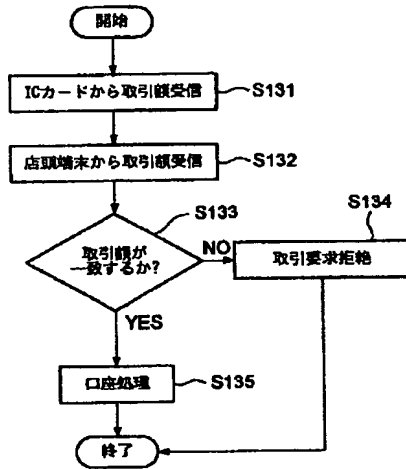 開始
ICカードから取引額受信
S131
店頭端末から取引額受信
S132
S133
S134
取引額が
一致するか?
NO
取引要求拒絶
YES
口座処理
S135
終了